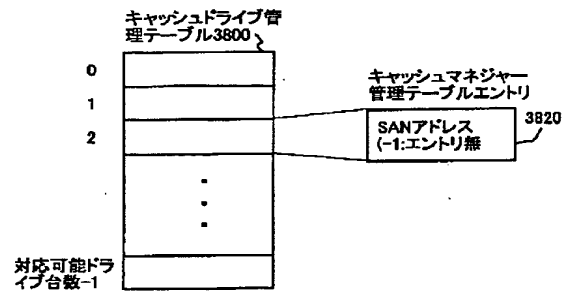 キャッシュドライブ管
理テーブル3800
0
1
2
対応可能ドラ
イブ台数-1
キャッシュマネジャー
管理テーブルエントリ
SANアドレス
(-1:エントリ無
3820